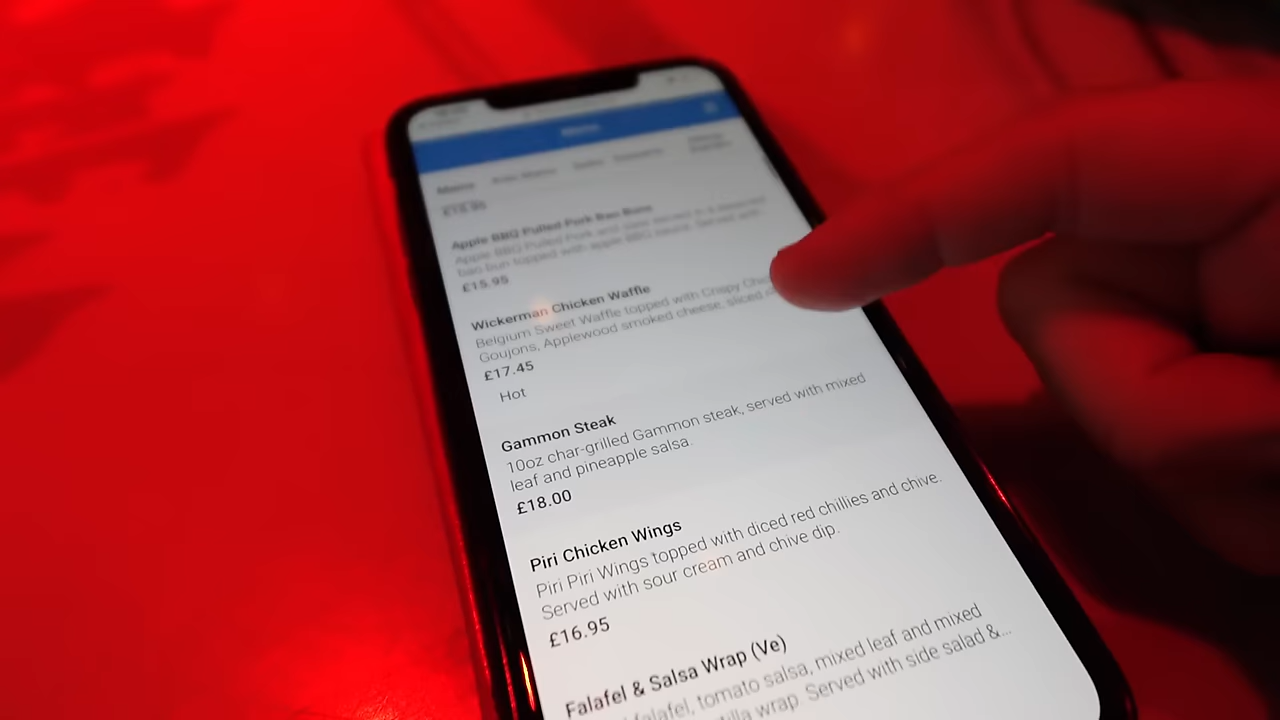 Menu
£15.95
Apple BBQ Pulled Pork Bao Buns
Apple BBQ Pulled Pork and slaw served in a
bao bun topped with apple BBQ sauce. Served with
£15.95
Wickerman Chicken Waffle
Belgium Sweet Waffle topped with Crispy
Goujons, Applewood smoked cheese, sliced
£17.45
Hot
Gammon Steak
10oz char-grilled Gammon steak, served with mixed
leaf and pineapple salsa.
£18.00
Piri Chicken Wings
Piri Piri Wings topped with diced red chillies and chive.
Served with sour cream and chive dip.
£16.95
Falafel & Salsa Wrap (Ve)
falafel, tomato salsa, mixed leaf and mixed
wrap. Served with side salad &...